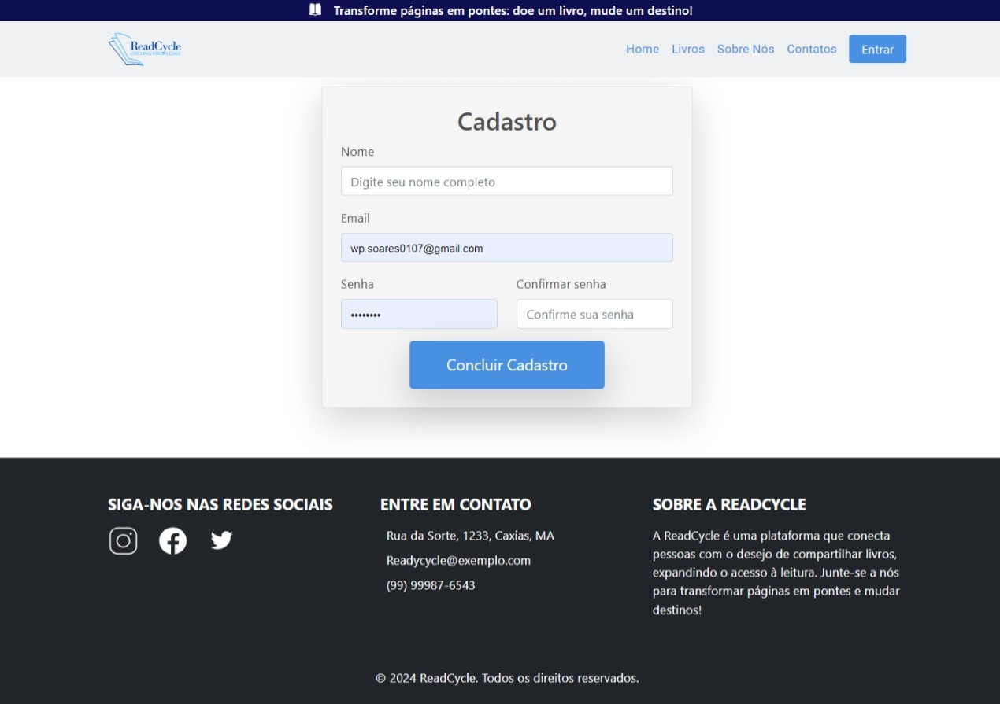 Transforme páginas em pontes: doe um livro, mude um destino!
ReadCycle
CIRCLING KNOWLEDGE
Home Livros Sobre Nós Contatos Entrar
Cadastro
Nome
Digite seu nome completo
Email
wp.soares0107@gmail.com
Senha Confirmar senha
•••••••• Confirme sua senha
Concluir Cadastro
SIGA-NOS NAS REDES SOCIAIS
ENTRE EM CONTATO
Rua da Sorte, 1233, Caxias, MA
Readycycle@exemplo.com
(99) 99987-6543
SOBRE A READCYCLE
A ReadCycle é uma plataforma que conecta
pessoas com o desejo de compartilhar livros,
expandindo o acesso à leitura. Junte-se a nós
para transformar páginas em pontes e mudar
destinos!
© 2024 ReadCycle. Todos os direitos reservados.